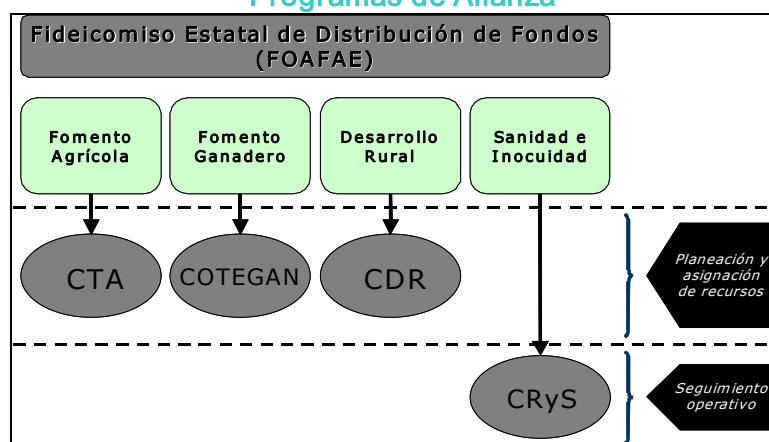 Programas de Alianza
Fideicomiso Estatal de Distribución de Fondos
(FOAFAE)
Fomento
Agrícola
Fomento
Ganadero
Desarrollo
Rural
Sanidad e
Inocuidad
CTA
COTEGAN
CDR
Planeación y
asignación
de recursos
CRyS
Seguimiento
operativo